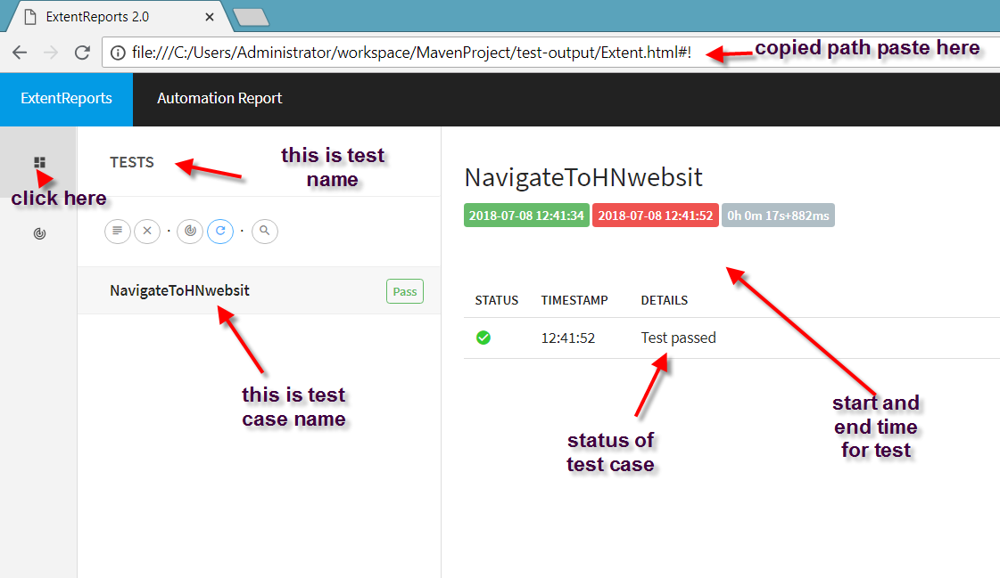 ExtentReports 2.0
file:///C:/Users/Administrator/workspace/MavenProject/test-output/Extent.html#!
copied path paste here
ExtentReports
Automation Report
TESTS
this is test
name
click here
NavigateToHNwebsit
2018-07-08 12:41:34
2018-07-08 12:41:52
0h 0m 17s+882ms
NavigateToHNwebsit
Pass
STATUS TIMESTAMP DETAILS
12:41:52 Test passed
this is test
case name
status of
test case
start and
end time
for test